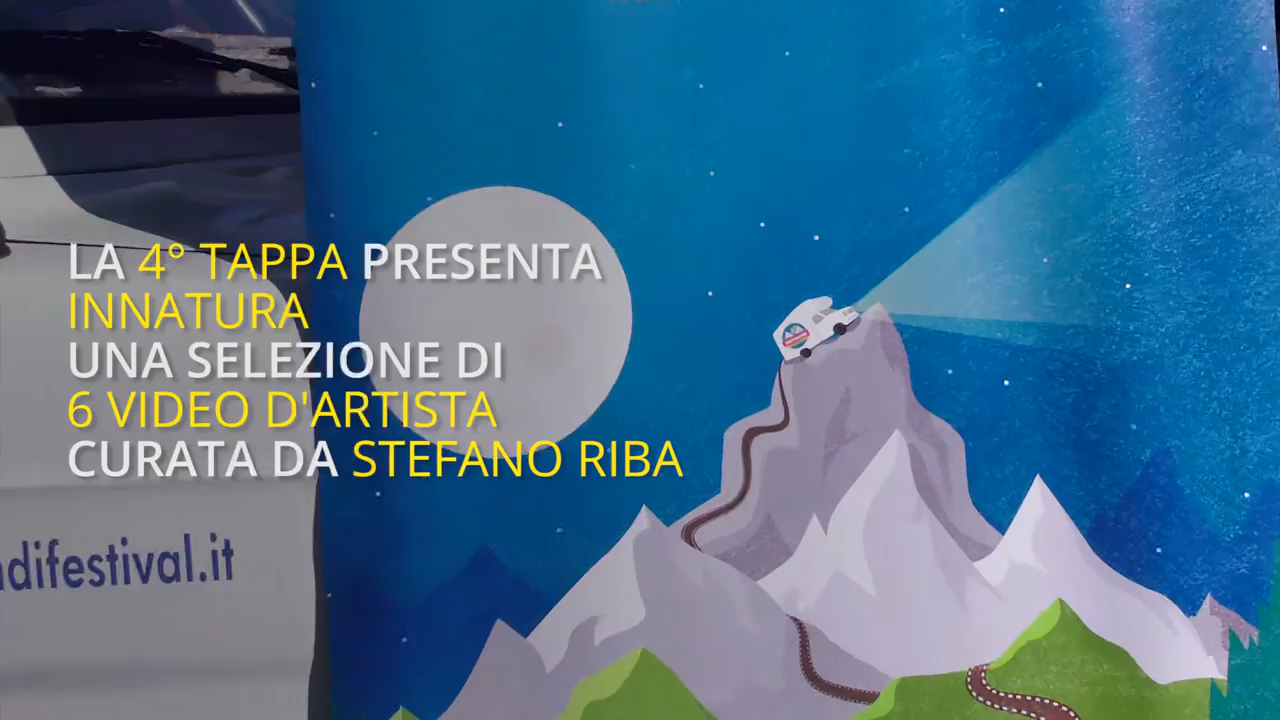 LA 4° TAPPA PRESENTA
INNATURA
UNA SELEZIONE DI
6 VIDEO D'ARTISTA
CURATA DA STEFANO RIBA
difestival.it